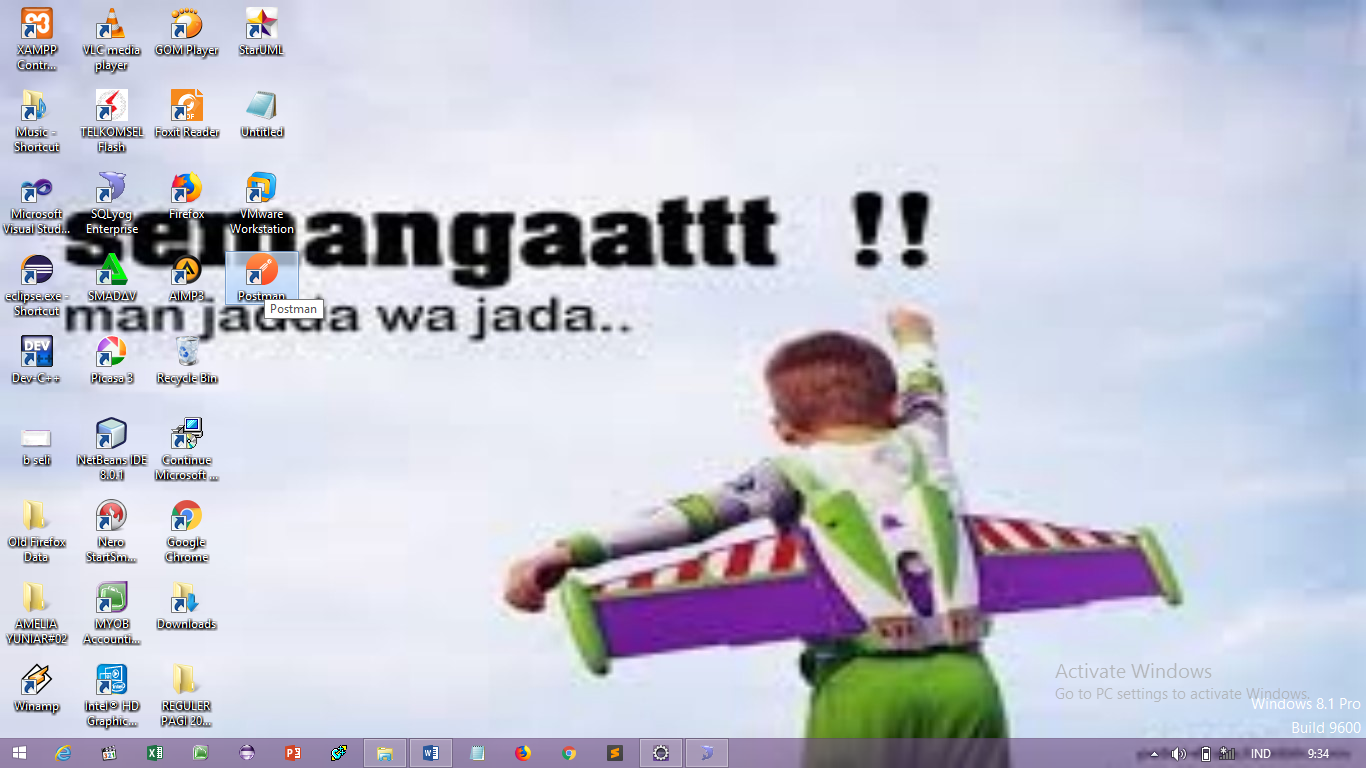 XAMPP
Contr...
VLC media
player
GOM Player
StarUML
Music -
Shortcut
TELKOMSEL
Flash
Foxit Reader
Untitled
Microsoft
Visual Stud...
SQLyog
Enterprise
Firefox
VMware
Workstation
semangaattt !!
eclipse.exe -
Shortcut
SMADΔV
AIMP3
Postman
Postman
man jadda wa jada..
DEV
Dev-C++
Picasa 3
Recycle Bin
b seli
NetBeans IDE
8.0.1
Continue
Microsoft ...
Old Firefox
Data
Nero
StartSm...
Google
Chrome
AMELIA
YUNIAR#02
MYOB
Accounti...
Downloads
Winamp
Intel® HD
Graphic...
REGULER
PAGI 20...
Activate Windows
Go to PC settings to activate Windows.
Windows 8.1 Pro
Build 9600
IND
9:34